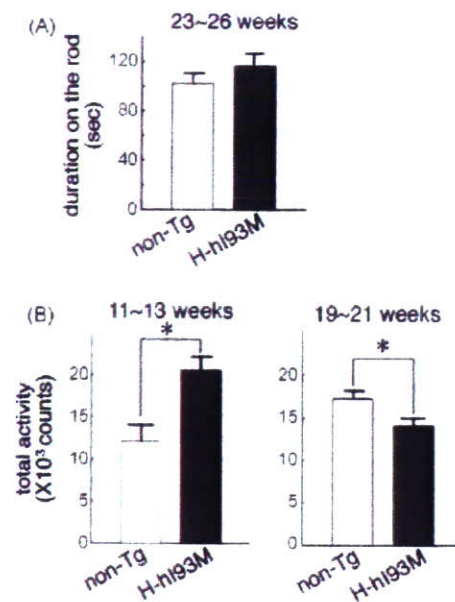 (A) 23~26 weeks
duration on the rod
(sec)
120
80
40
0
non-Tg
H-hI93M
(B) 11~13 weeks
*
total activity
(X10³ counts)
20
15
10
5
0
non-Tg
H-hI93M
19~21 weeks
*
20
15
10
5
0
non-Tg
H-hI93M